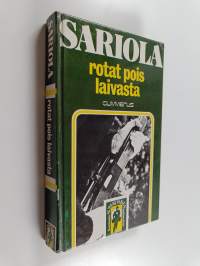 SARIOLA
rotat pois
laivasta
GUMMERUS
SARIOLA
rotat pois laivasta